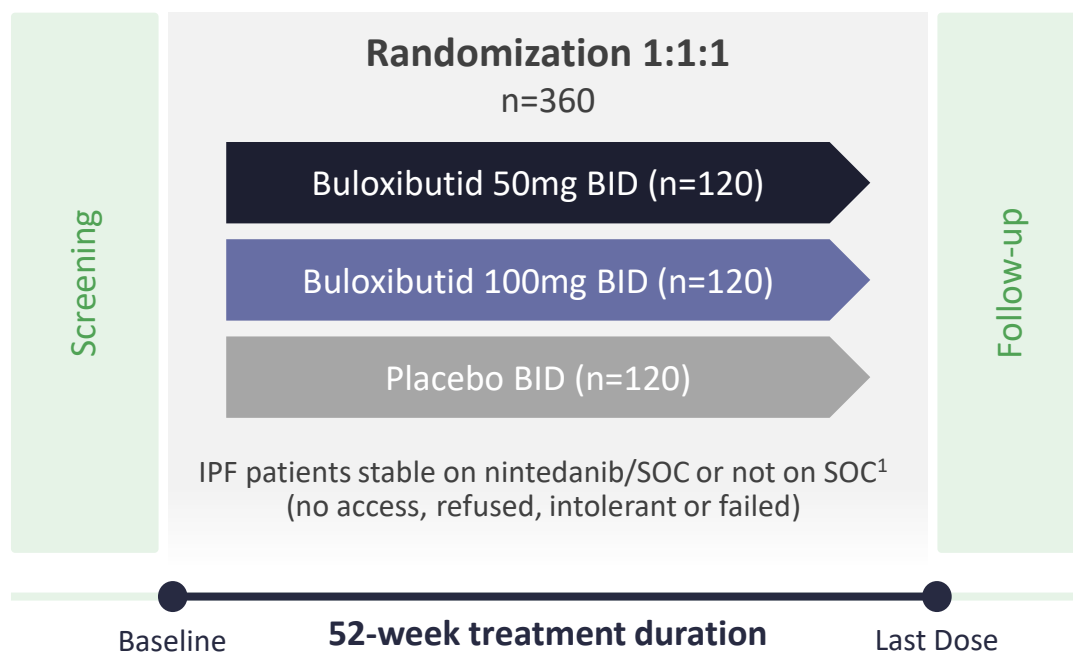 Screening
Randomization 1:1:1
n=360
Buloxibutid 50mg BID (n=120)
Buloxibutid 100mg BID (n=120)
Placebo BID (n=120)
IPF patients stable on nintedanib/SOC or not on SOC¹
(no access, refused, intolerant or failed)
Follow-up
Baseline
52-week treatment duration
Last Dose